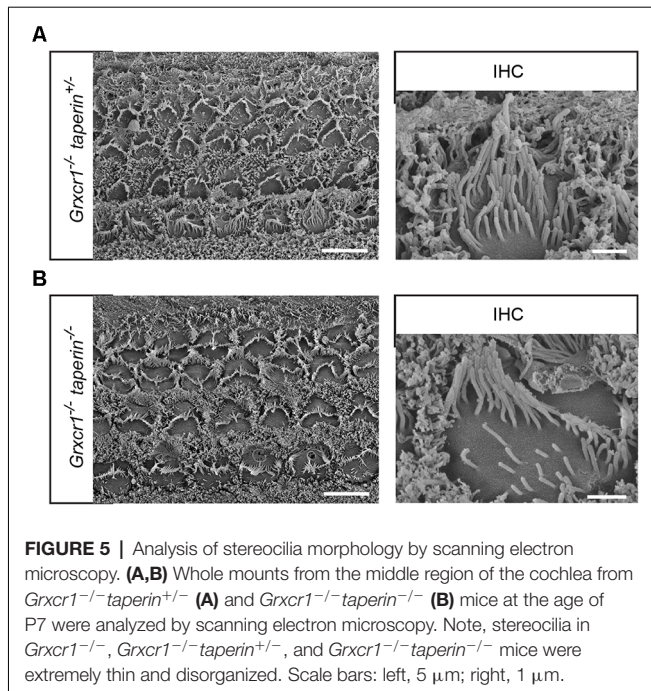 A
Grxcr1-/- taperin+/-
IHC
B
Grxcr1-/- taperin-/-
IHC
FIGURE 5 | Analysis of stereocilia morphology by scanning electron
microscopy. (A,B) Whole mounts from the middle region of the cochlea from
Grxcr1−/−taperin+/− (A) and Grxcr1−/−taperin−/− (B) mice at the age of
P7 were analyzed by scanning electron microscopy. Note, stereocilia in
Grxcr1−/−, Grxcr1−/−taperin+/−, and Grxcr1−/−taperin−/− mice were
extremely thin and disorganized. Scale bars: left, 5 μm; right, 1 μm.